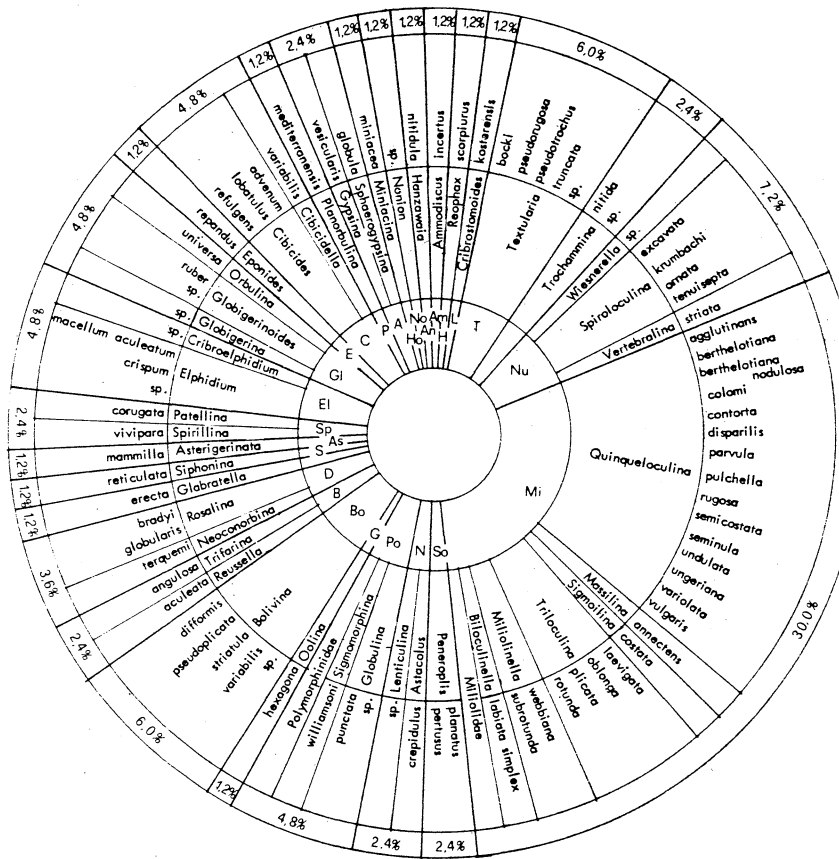 1,2%
2,4%
1,2%
1,2%
1,2%
1,2%
1,2%
1,2%
6,0%
2,4%
7.2%
30.0%
2,4%
2.4%
4,8%
1,2%
6.0%
2.4%
3.6%
1,2%
1,2%
1,2%
2,4%
4.8%
4.8%
1,2%
4.8%
mediterranensis
vesicularis
globula
miniacea
sp.
nitidula
incertus
scorpiurus
kostarensis
bocki
pseudorugosa
pseudotrochus
truncata
sp.
nitida
sp.
sp.
excavata
krumbachi
ornata
tenuisepta
striata
agglutinans
berthelotiana
berthelotiana nodulosa
colomi
contorta
disparilis
parvula
pulchella
rugosa
semicostata
seminula
undulata
ungeriana
variolata
vulgaris
annectens
costata
laevigata
oblonga
plicata
rotunda
webbiana
subrotunda
labiata
simplex
planatus
pertusus
crepidulus
sp.
sp.
punctata
williamsoni
hexagona
sp.
variabilis
striatula
pseudoplicata
difformis
aculeata
angulosa
terquemi
globularis
bradyi
erecta
reticulata
mammilla
vivipara
corugata
sp.
crispum
macellum aculeatum
sp.
sp.
sp.
ruber
universa
repandus
refulgens
lobatulus
advenum
variabilis
Planorbulina
Gypsina
Sphaerogypsina
Miniacina
Nonion
Hanzawaia
Ammodiscus
Reophax
Cribrostomoides
Textularia
Trochammina
Wiesnerella
Spiroloculina
Vertebralina
Quinqueloculina
Massilina
Sigmoilina
Triloculina
Milliolinella
Biloculinella
Milliolidae
Peneroplis
Astacolus
Lenticulina
Globulina
Sigmomorphina
Polymorphinidae
Oolina
Bolivina
Reussella
Trifarina
Neoconorbina
Rosalina
Glabratella
Siphonina
Asterigerinata
Spirillina
Patellina
Elphidium
Cribroelphidium
Globigerina
Globigerinoides
Orbulina
Eponides
Cibicides
Cibicidella
E
C
P
A
No
Ho
Am
An
H
L
T
Nu
Mi
So
N
Po
G
Bo
B
D
S
As
Sp
El
Gl